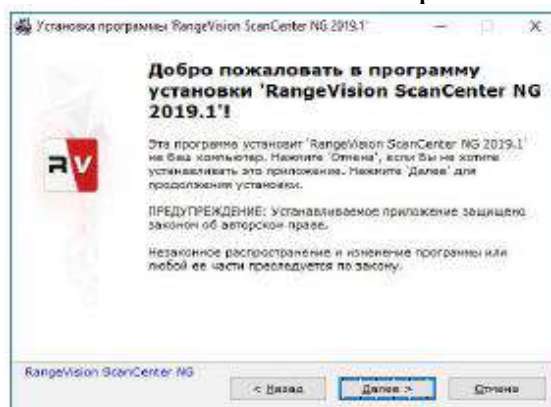 Установка программы 'RangeVision ScanCenter NG 2019.1'
Добро пожаловать в программу
установки 'RangeVision ScanCenter NG
2019.1'!
Эта программа установит 'RangeVision ScanCenter NG 2019.1'
на Ваш компьютер. Нажмите 'Отмена', если Вы не хотите
устанавливать это приложение. Нажмите 'Далее' для
продолжения установки.
RV
ПРЕДУПРЕЖДЕНИЕ: Устанавливаемое приложение защищено
законом об авторском праве.
Незаконное распространение и изменение программы или
любой ее части преследуется по закону.
RangeVision ScanCenter NG
< Назад
Далее >
Отмена